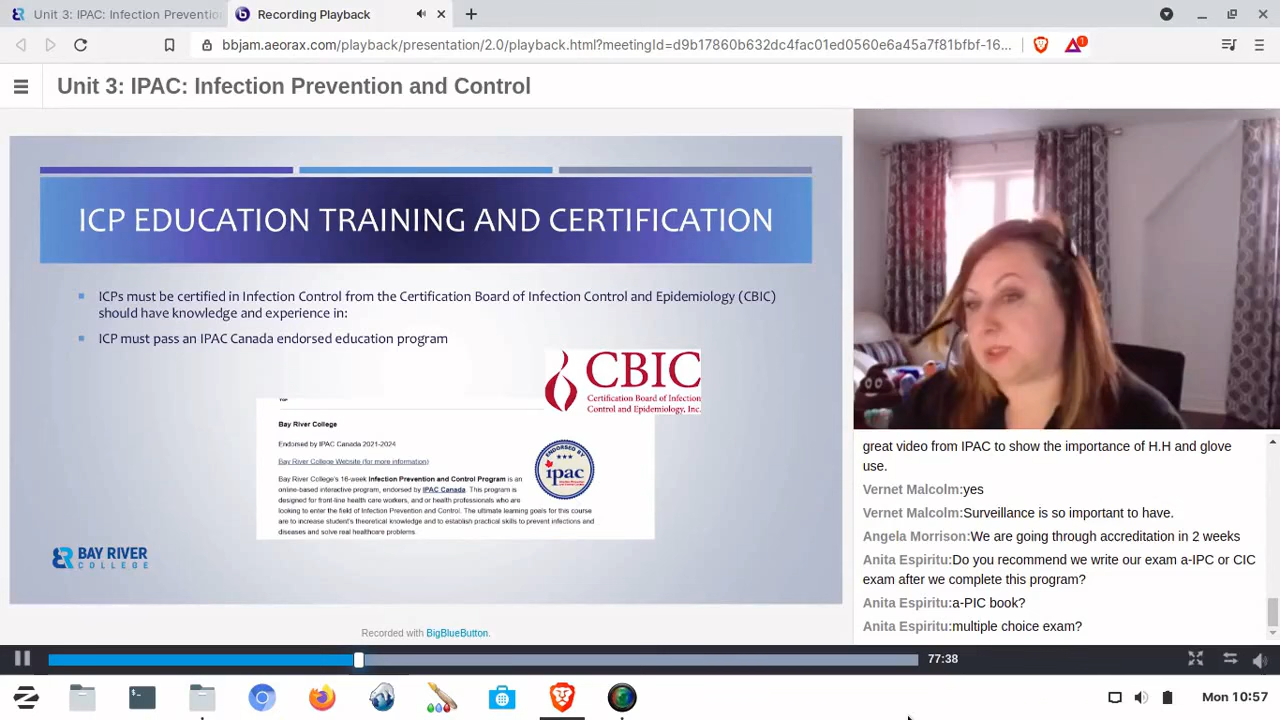 Unit 3: IPAC: Infection Preventio
Recording Playback
bbjam.aeorax.com/playback/presentation/2.0/playback.html?meetingId=d9b17860b632dc4fac01ed0560e6a45a7f81bfbf-16...
1
Unit 3: IPAC: Infection Prevention and Control
ICP EDUCATION TRAINING AND CERTIFICATION
ICPs must be certified in Infection Control from the Certification Board of Infection Control and Epidemiology (CBIC)
should have knowledge and experience in:
ICP must pass an IPAC Canada endorsed education program
CBIC
Certification Board of Infection
Control and Epidemiology, Inc.
Bay River College
Endorsed by IPAC Canada 2021-2024
Bay River College Website (for more information)
Bay River College's 16-week Infection Prevention and Control Program is an
online-based interactive program, endorsed by IPAC Canada. This program is
designed for front-line health care workers, and/or health professionals who are
looking to enter the field of Infection Prevention and Control. The ultimate learning goals for this course
are to increase student's theoretical knowledge and to establish practical skills to prevent infections and
diseases and solve real healthcare problems.
ENDORSED BY
ipac
BAY RIVER
COLLEGE
Recorded with BigBlueButton.
great video from IPAC to show the importance of H.H and glove
use.
Vernet Malcolm:yes
Vernet Malcolm:Surveillance is so important to have.
Angela Morrison:We are going through accreditation in 2 weeks
Anita Espiritu:Do you recommend we write our exam a-IPC or CIC
exam after we complete this program?
Anita Espiritu:a-PIC book?
Anita Espiritu:multiple choice exam?
77:38
Mon 10:57